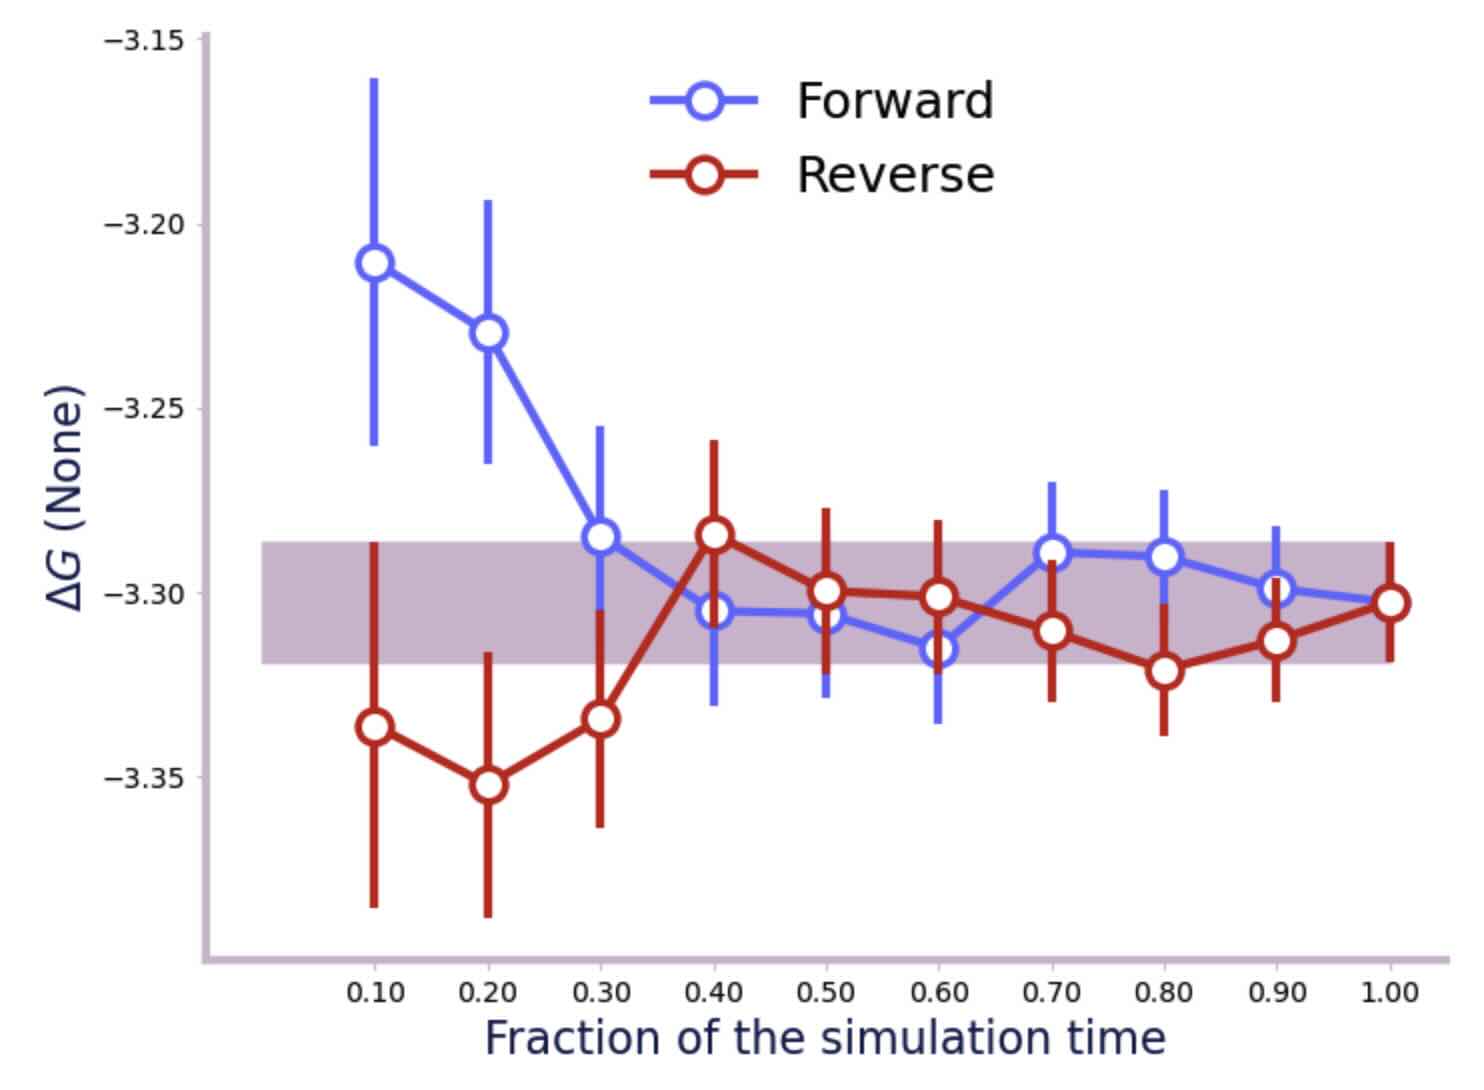 −3.15
−3.20
−3.25
−3.30
−3.35
ΔG (None)
Forward
Reverse
0.10 0.20 0.30 0.40 0.50 0.60 0.70 0.80 0.90 1.00
Fraction of the simulation time